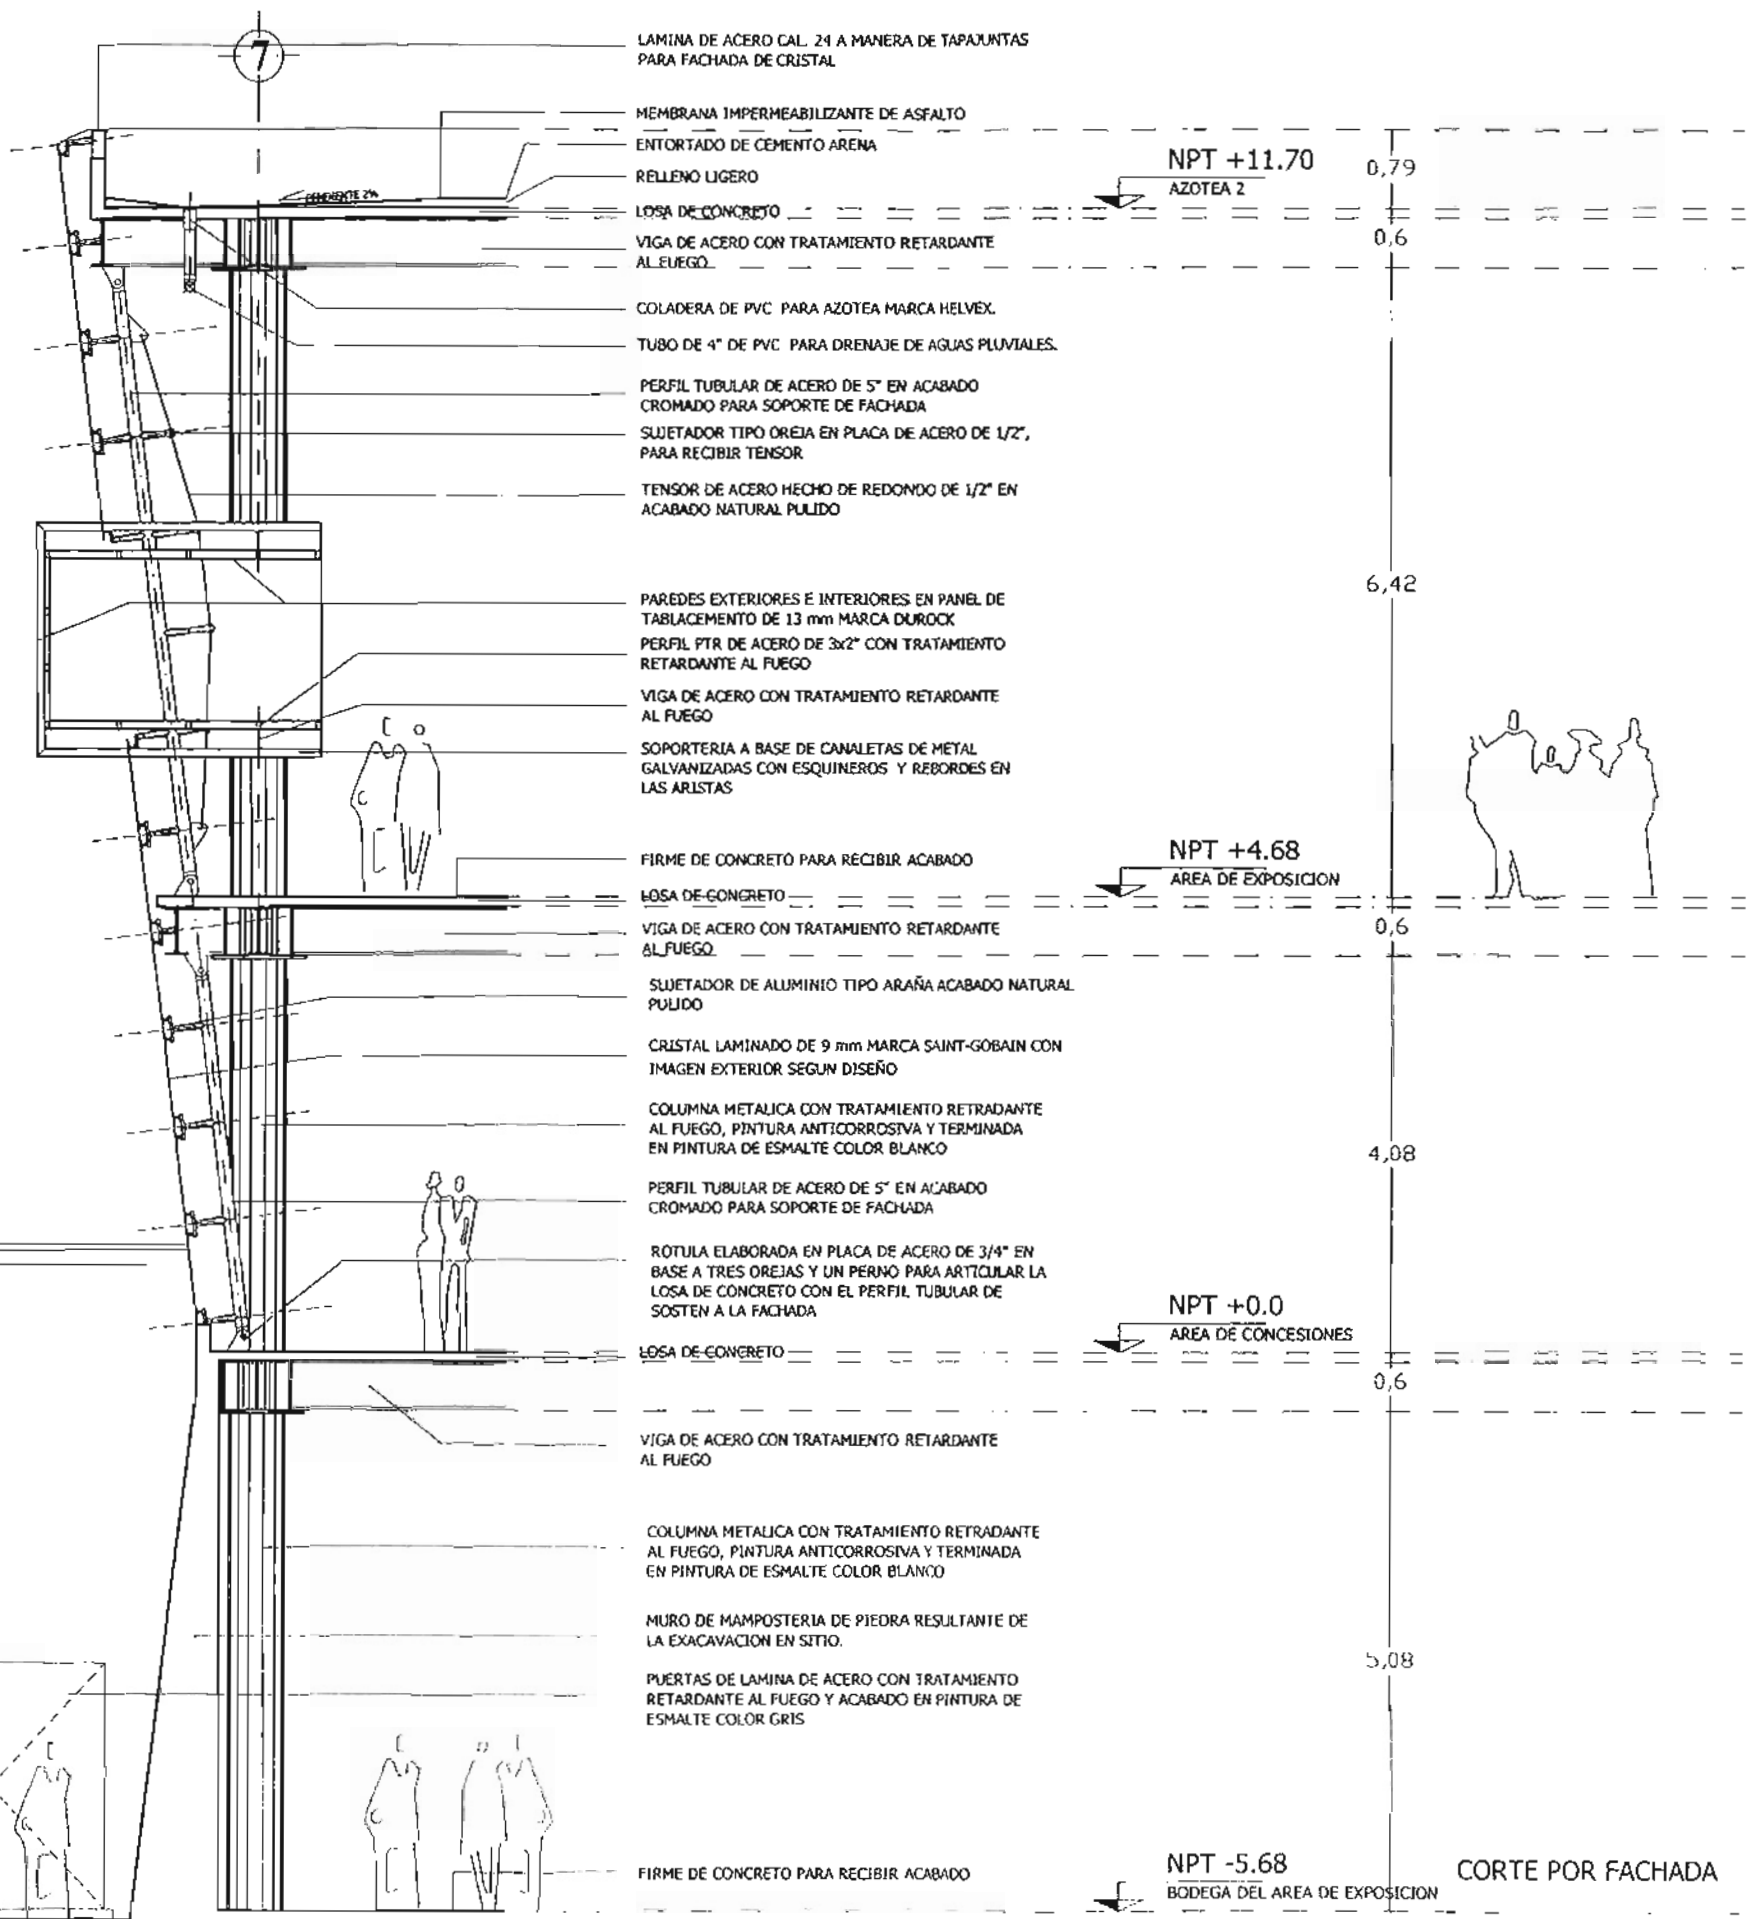 7
LAMINA DE ACERO CAL. 24 A MANERA DE TAPAJUNTAS
PARA FACHADA DE CRISTAL
MEMBRANA IMPERMEABILIZANTE DE ASFALTO
ENTORTADO DE CEMENTO ARENA
NPT +11.70
0,79
RELLENO LIGERO
AZOTEA 2
PENDIENTE 2%
LOSA DE CONCRETO
VIGA DE ACERO CON TRATAMIENTO RETARDANTE
AL FUEGO
0,6
COLADERA DE PVC PARA AZOTEA MARCA HELVEX.
TUBO DE 4" DE PVC PARA DRENAJE DE AGUAS PLUVIALES.
PERFIL TUBULAR DE ACERO DE 5" EN ACABADO
CROMADO PARA SOPORTE DE FACHADA
SUJETADOR TIPO OREJA EN PLACA DE ACERO DE 1/2",
PARA RECIBIR TENSOR
TENSOR DE ACERO HECHO DE REDONDO DE 1/2" EN
ACABADO NATURAL PULIDO
6,42
PAREDES EXTERIORES E INTERIORES EN PANEL DE
TABLACEMENTO DE 13 mm MARCA DUROCK
PERFIL PTR DE ACERO DE 3x2" CON TRATAMIENTO
RETARDANTE AL FUEGO
VIGA DE ACERO CON TRATAMIENTO RETARDANTE
AL FUEGO
SOPORTERIA A BASE DE CANALETAS DE METAL
GALVANIZADAS CON ESQUINEROS Y REBORDES EN
LAS ARISTAS
FIRME DE CONCRETO PARA RECIBIR ACABADO
NPT +4.68
AREA DE EXPOSICION
LOSA DE CONCRETO
VIGA DE ACERO CON TRATAMIENTO RETARDANTE
AL FUEGO
0,6
SUJETADOR DE ALUMINIO TIPO ARAÑA ACABADO NATURAL
PULIDO
CRISTAL LAMINADO DE 9 mm MARCA SAINT-GOBAIN CON
IMAGEN EXTERIOR SEGUN DISEÑO
COLUMNA METALICA CON TRATAMIENTO RETRADANTE
AL FUEGO, PINTURA ANTICORROSIVA Y TERMINADA
EN PINTURA DE ESMALTE COLOR BLANCO
4,08
PERFIL TUBULAR DE ACERO DE 5" EN ACABADO
CROMADO PARA SOPORTE DE FACHADA
ROTULA ELABORADA EN PLACA DE ACERO DE 3/4" EN
BASE A TRES OREJAS Y UN PERNO PARA ARTICULAR LA
LOSA DE CONCRETO CON EL PERFIL TUBULAR DE
SOSTEN A LA FACHADA
NPT +0.0
AREA DE CONCESIONES
LOSA DE CONCRETO
0,6
VIGA DE ACERO CON TRATAMIENTO RETARDANTE
AL FUEGO
COLUMNA METALICA CON TRATAMIENTO RETRADANTE
AL FUEGO, PINTURA ANTICORROSIVA Y TERMINADA
EN PINTURA DE ESMALTE COLOR BLANCO
MURO DE MAMPOSTERIA DE PIEDRA RESULTANTE DE
LA EXACAVACION EN SITIO.
5,08
PUERTAS DE LAMINA DE ACERO CON TRATAMIENTO
RETARDANTE AL FUEGO Y ACABADO EN PINTURA DE
ESMALTE COLOR GRIS
FIRME DE CONCRETO PARA RECIBIR ACABADO
NPT -5.68
BODEGA DEL AREA DE EXPOSICION
CORTE POR FACHADA